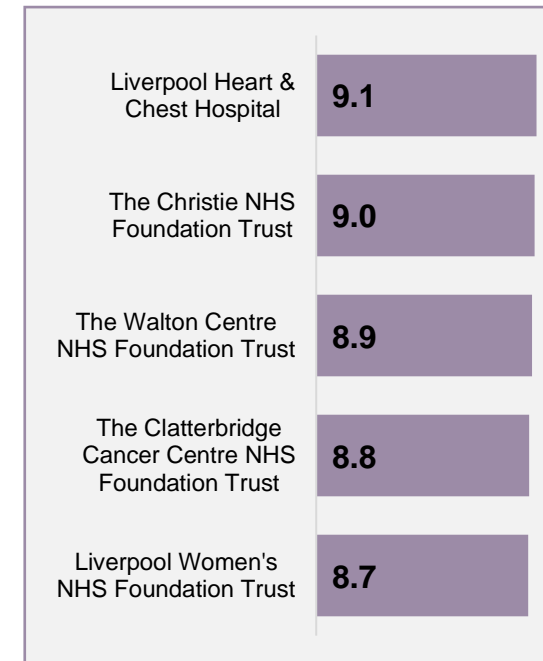 Liverpool Heart &
Chest Hospital
9.1
The Christie NHS
Foundation Trust
9.0
The Walton Centre
NHS Foundation Trust
8.9
The Clatterbridge
Cancer Centre NHS
Foundation Trust
8.8
Liverpool Women's
NHS Foundation Trust
8.7